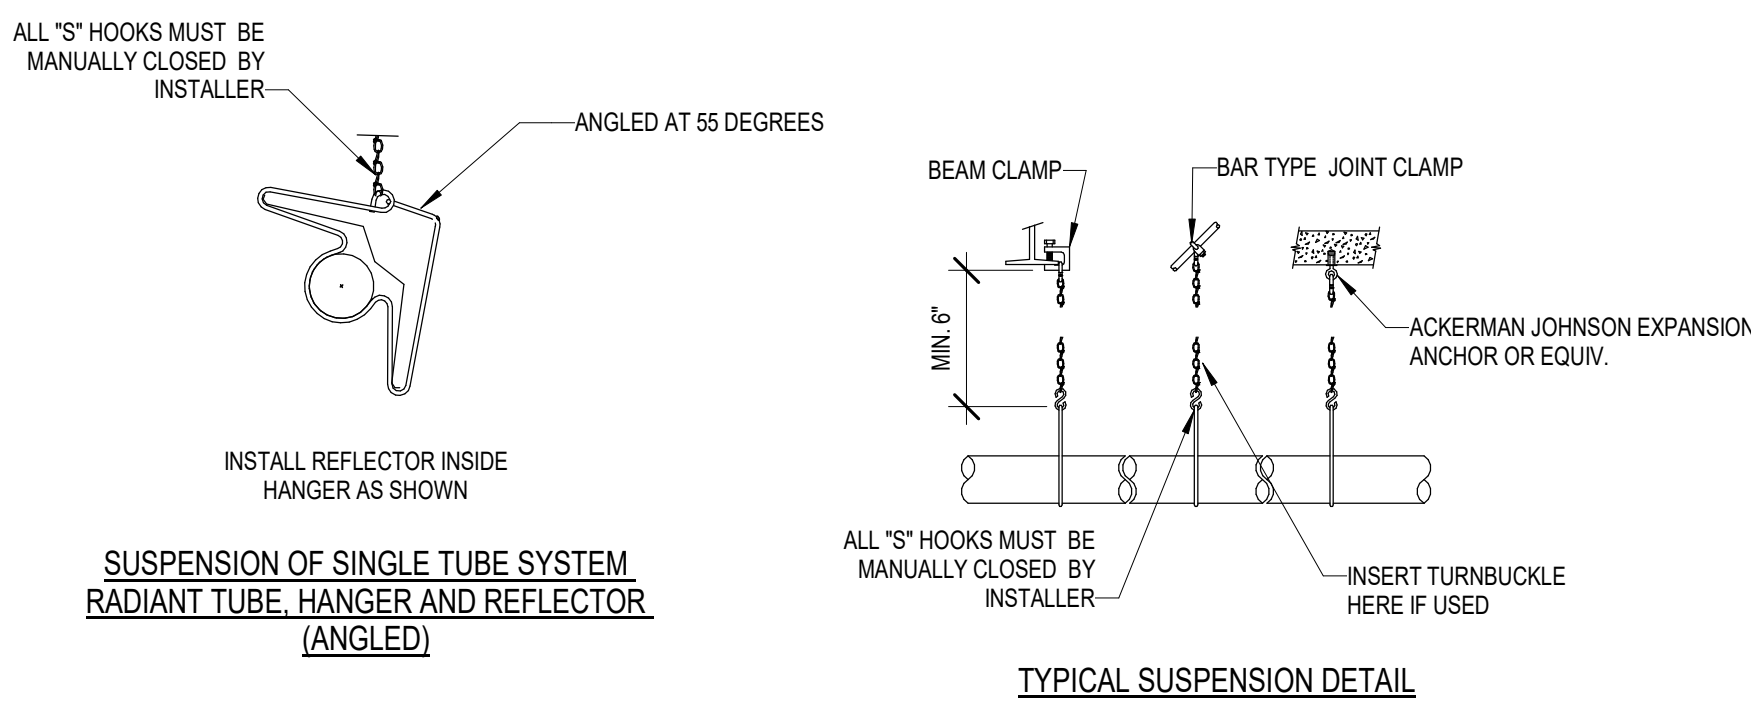 ALL "S" HOOKS MUST BE
MANUALLY CLOSED BY
INSTALLER
ANGLED AT 55 DEGREES
INSTALL REFLECTOR INSIDE
HANGER AS SHOWN
SUSPENSION OF SINGLE TUBE SYSTEM
RADIANT TUBE, HANGER AND REFLECTOR
(ANGLED)
BEAM CLAMP
BAR TYPE JOINT CLAMP
MIN. 6"
ACKERMAN JOHNSON EXPANSION
ANCHOR OR EQUIV.
ALL "S" HOOKS MUST BE
MANUALLY CLOSED BY
INSTALLER
INSERT TURNBUCKLE
HERE IF USED
TYPICAL SUSPENSION DETAIL